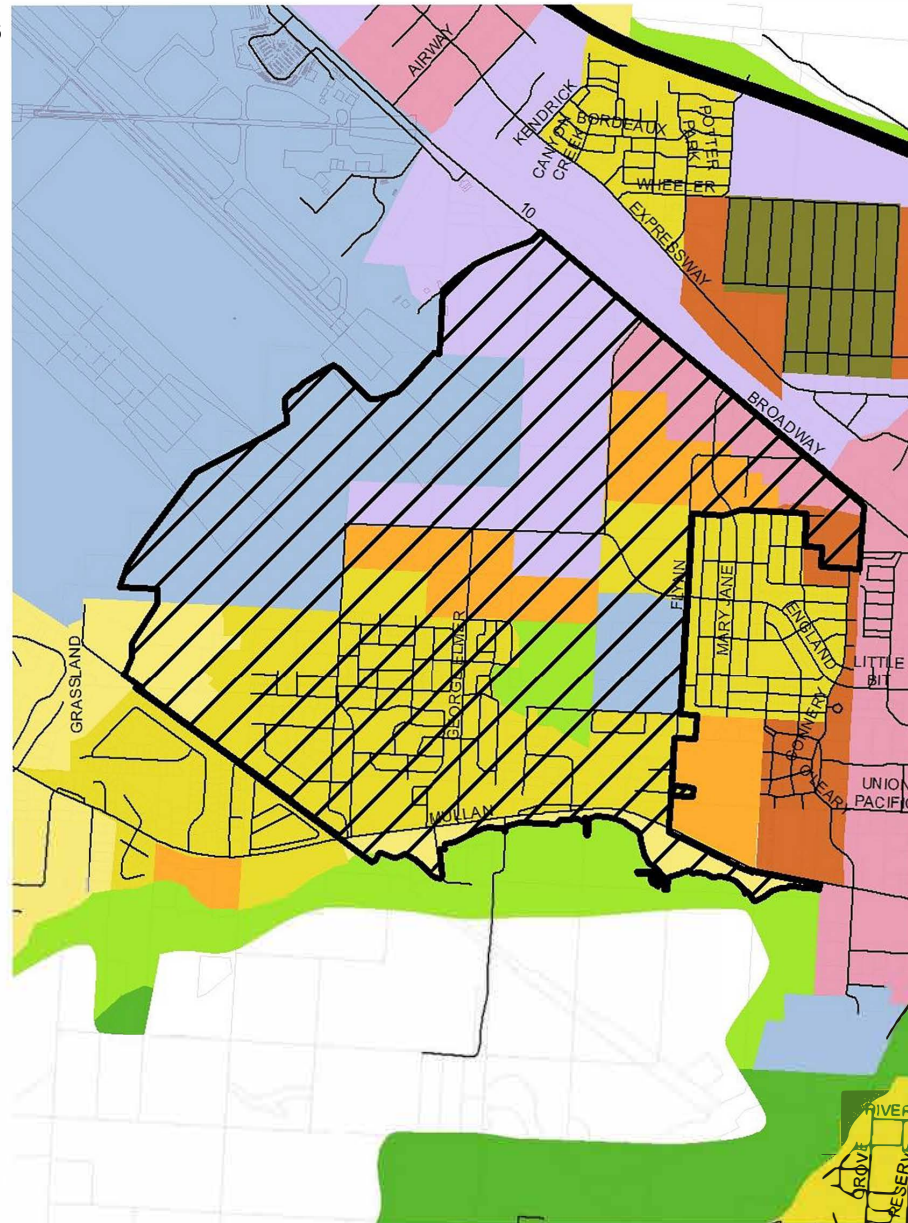 AIRWAY
KENDRICK
BORDEAUX
POTTER
PARK
CANYON
CREEK
WHEELER
10
EXPRESSWAY
BROADWAY
FLYNN
MARY JANE
ENGLAND
GEORGE ELMER
GRASSLAND
LITTLE
BIT
CONNERY
O LEARY
UNION
PACIFIC
MULLAN
RIVER
GROVE
RESERVE